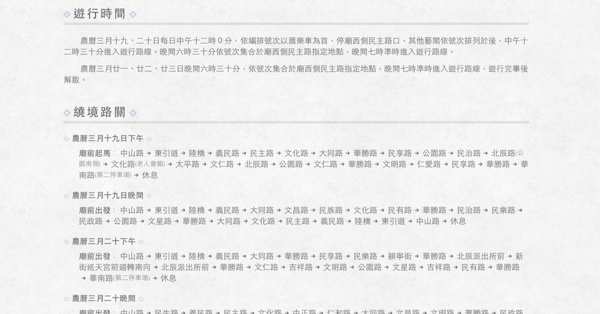 遊行時間
農曆三月十九、二十日每日中午十二時０分，依編排號次以國樂車為首，停廟西側民主路口，其他藝閣依號次排列於後，中午十
二時三十分進入遊行路線。晚間六時三十分依號次集合於廟西側民主路指定地點，晚間七時準時進入遊行路線。
農曆三月廿一、廿二、廿三日晚間六時三十分，依號次集合於廟西側民主路指定地點，晚間七時準時進入遊行路線，遊行完畢後
解散。
繞境路關
農曆三月十九日下午
廟前起馬：中山路 ➜ 東引道 ➜ 陸橋 ➜ 義民路 ➜ 民主路 ➜ 文化路 ➜ 大同路 ➜ 華勝路 ➜ 民享路 ➜ 公園路 ➜ 民治路 ➜ 北辰路(公
園南側) ➜ 文化路(老人會館) ➜ 太平路 ➜ 文仁路 ➜ 北辰路 ➜ 公園路 ➜ 文仁路 ➜ 華勝路 ➜ 文明路 ➜ 仁愛路 ➜ 民享路 ➜ 華勝路 ➜ 華
南路(第二停車場) ➜ 休息
農曆三月十九日晚間
廟前出發：中山路 ➜ 東引道 ➜ 陸橋 ➜ 義民路 ➜ 大同路 ➜ 文昌路 ➜ 民族路 ➜ 文化路 ➜ 民有路 ➜ 華勝路 ➜ 民治路 ➜ 民樂路 ➜
民政路 ➜ 公園路 ➜ 文星路 ➜ 華勝路 ➜ 大同路 ➜ 文化路 ➜ 民主路 ➜ 義民路 ➜ 陸橋 ➜ 東引道 ➜ 中山路 ➜ 休息
農曆三月二十下午
廟前出發：中山路 ➜ 東引道 ➜ 陸橋 ➜ 義民路 ➜ 大同路 ➜ 華勝路 ➜ 民享路 ➜ 民樂路 ➜ 穎寧街 ➜ 華勝路 ➜ 北辰派出所前 ➜ 新
街巡天宮前迴轉南向 ➜ 北辰派出所前 ➜ 華勝路 ➜ 文仁路 ➜ 吉祥路 ➜ 文明路 ➜ 公園路 ➜ 文星路 ➜ 吉祥路 ➜ 民有路 ➜ 華勝路
➜ 華南路(第二停車場) ➜ 休息
農曆三月二十晚間